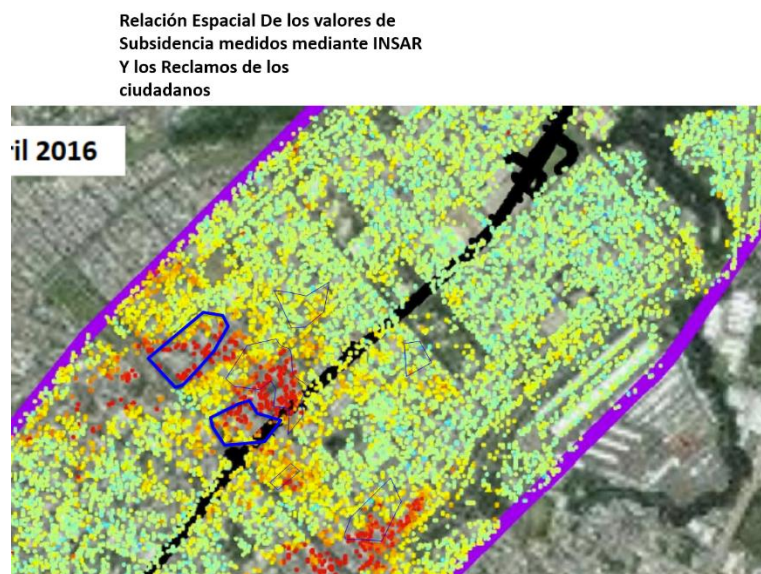 Relación Espacial De los valores de
Subsidencia medidos mediante INSAR
Y los Reclamos de los
ciudadanos
ril 2016